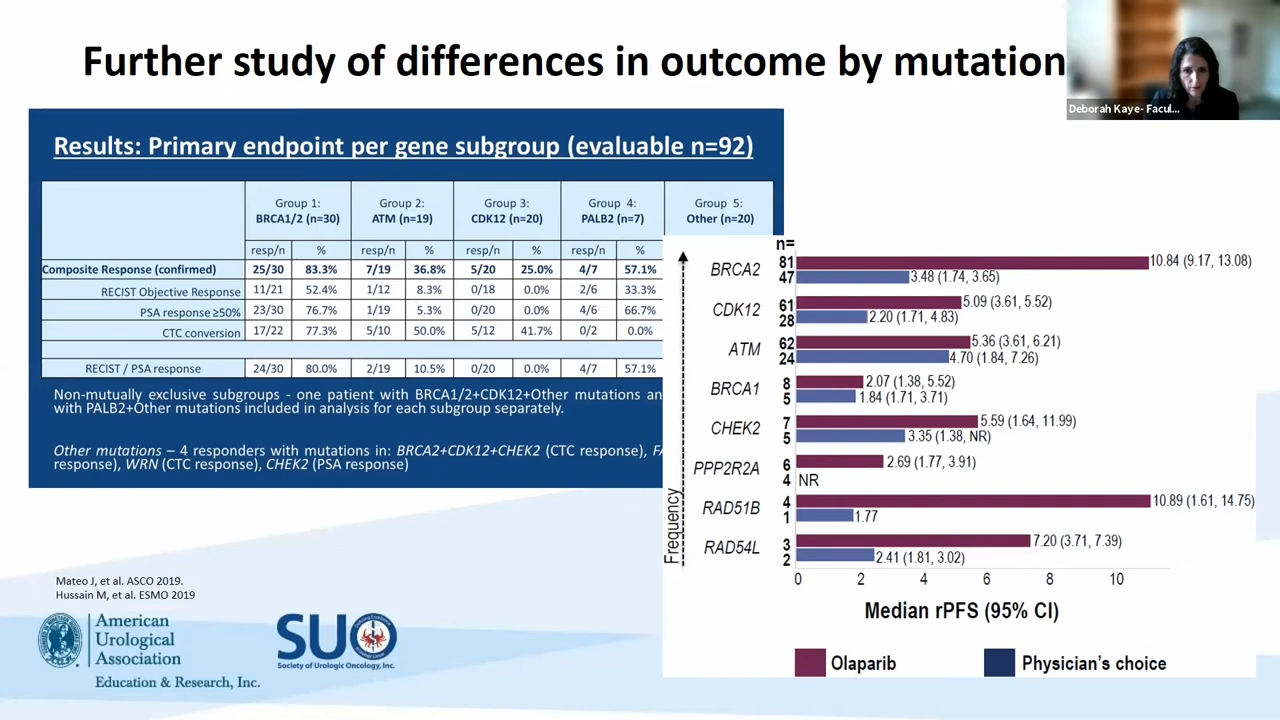 Further study of differences in outcome by mutation
Deborah Kaye- Facul...
Results: Primary endpoint per gene subgroup (evaluable n=92)
Group 1: BRCA1/2 (n=30) Group 2: ATM (n=19) Group 3: CDK12 (n=20) Group 4: PALB2 (n=7) Group 5: Other (n=20)
resp/n % resp/n % resp/n % resp/n %
Composite Response (confirmed) 25/30 83.3% 7/19 36.8% 5/20 25.0% 4/7 57.1%
RECIST Objective Response 11/21 52.4% 1/12 8.3% 0/18 0.0% 2/6 33.3%
PSA response ≥50% 23/30 76.7% 1/19 5.3% 0/20 0.0% 4/6 66.7%
CTC conversion 17/22 77.3% 5/10 50.0% 5/12 41.7% 0/2 0.0%
RECIST / PSA response 24/30 80.0% 2/19 10.5% 0/20 0.0% 4/7 57.1%
Non-mutually exclusive subgroups - one patient with BRCA1/2+CDK12+Other mutations an
with PALB2+Other mutations included in analysis for each subgroup separately.
Other mutations – 4 responders with mutations in: BRCA2+CDK12+CHEK2 (CTC response), FA
response), WRN (CTC response), CHEK2 (PSA response)
n=
BRCA2 81 10.84 (9.17, 13.08)
47 3.48 (1.74, 3.65)
CDK12 61 5.09 (3.61, 5.52)
28 2.20 (1.71, 4.83)
ATM 62 5.36 (3.61, 6.21)
24 4.70 (1.84, 7.26)
BRCA1 8 2.07 (1.38, 5.52)
5 1.84 (1.71, 3.71)
CHEK2 7 5.59 (1.64, 11.99)
5 3.35 (1.38, NR)
PPP2R2A 6 2.69 (1.77, 3.91)
4 NR
RAD51B 4 10.89 (1.61, 14.75)
1 1.77
RAD54L 3 7.20 (3.71, 7.39)
2 2.41 (1.81, 3.02)
Frequency
0 2 4 6 8 10
Median rPFS (95% CI)
Olaparib Physician's choice
Mateo J, et al. ASCO 2019.
Hussain M, et al. ESMO 2019
American
Urological
Association
Education & Research, Inc.
SUO
Society of Urologic Oncology, Inc.